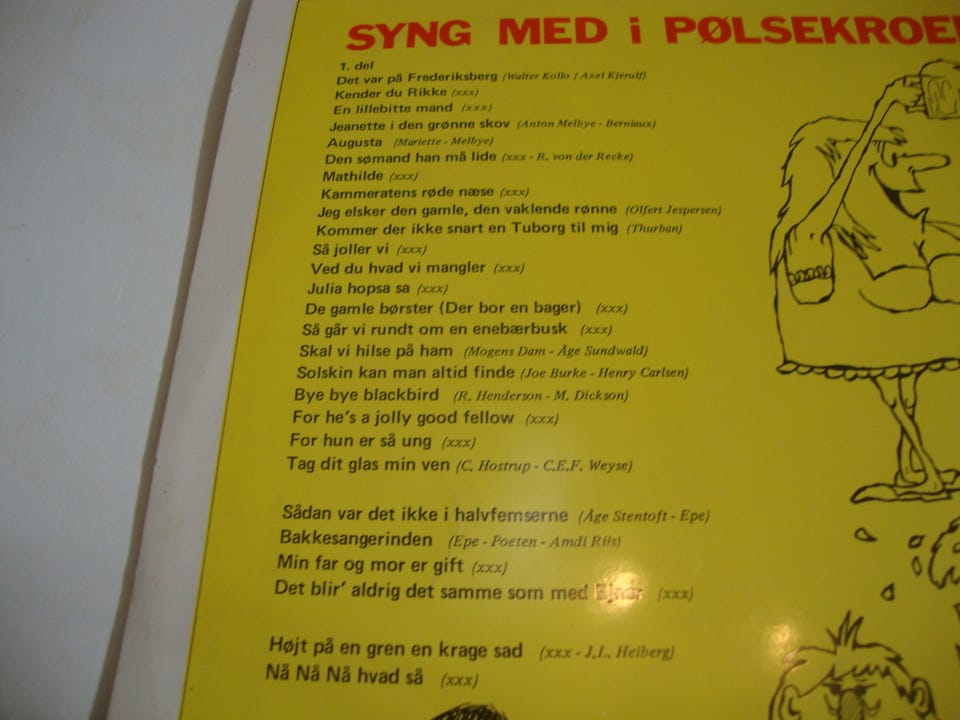 SYNG MED i PØLSEKROE
1. del
Det var på Frederiksberg (Walter Kollo / Axel Kjerulf)
Kender du Rikke (xxx)
En lillebitte mand (xxx)
Jeanette i den grønne skov (Anton Melbye - Berniaux)
Augusta (Mariette - Melbye)
Den sømand han må lide (xxx - R. von der Recke)
Mathilde (xxx)
Kammeratens røde næse (xxx)
Jeg elsker den gamle, den vaklende rønne (Olfert Jespersen)
Kommer der ikke snart en Tuborg til mig (Thurban)
Så joller vi (xxx)
Ved du hvad vi mangler (xxx)
Julia hopsa sa (xxx)
De gamle børster (Der bor en bager) (xxx)
Så går vi rundt om en enebærbusk (xxx)
Skal vi hilse på ham (Mogens Dam - Åge Sundwald)
Solskin kan man altid finde (Joe Burke - Henry Carlsen)
Bye bye blackbird (R. Henderson - M. Dickson)
For he's a jolly good fellow (xxx)
For hun er så ung (xxx)
Tag dit glas min ven (C. Hostrup - C.E.F. Weyse)
Sådan var det ikke i halvfemserne (Åge Stentoft - Epe)
Bakkesangerinden (Epe - Poeten - Amdi Riis)
Min far og mor er gift (xxx)
Det blir' aldrig det samme som med Ejnar (xxx)
Højt på en gren en krage sad (xxx - J.L. Heiberg)
Nå Nå Nå hvad så (xxx)